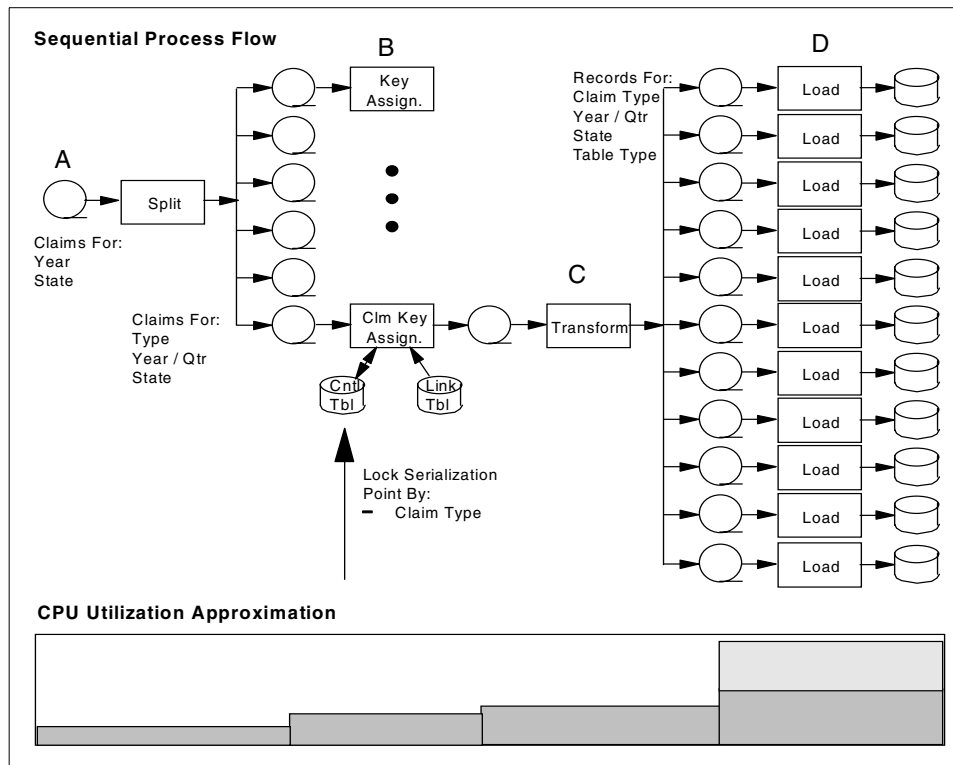 Sequential Process Flow
A
Split
Claims For:
Year
State
B
Key
Assign.
Claims For:
Type
Year / Qtr
State
Clm Key
Assign.
Cntl
Tbl
Link
Tbl
Lock Serialization
Point By:
– Claim Type
C
Transform
D
Records For:
Claim Type
Year / Qtr
State
Table Type
Load
Load
Load
Load
Load
Load
Load
Load
Load
Load
Load
CPU Utilization Approximation